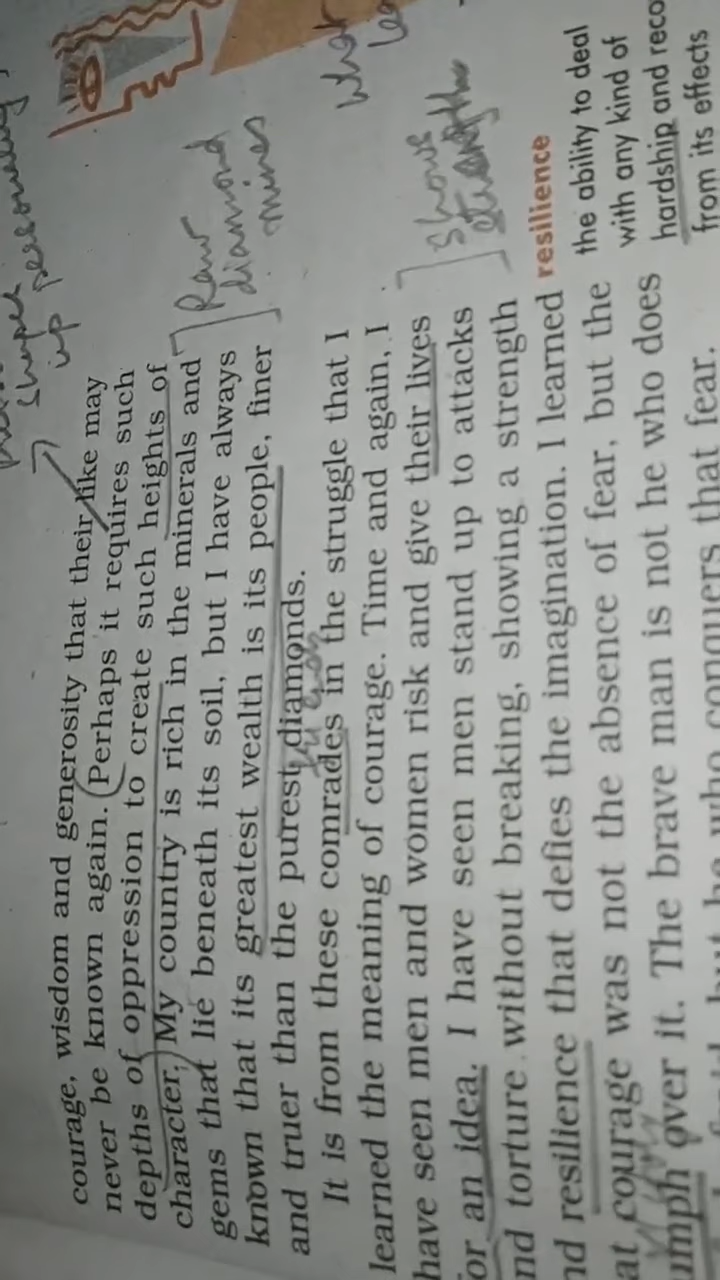 shapes
up
courage, wisdom and generosity that their like may
never be known again. Perhaps it requires such
depths of oppression to create such heights of
character. My country is rich in the minerals and
gems that lie beneath its soil, but I have always
known that its greatest wealth is its people, finer
and truer than the purest diamonds.
Raw
diamond
mines
It is from these comrades in the struggle that I
learned the meaning of courage. Time and again, I
have seen men and women risk and give their lives
or an idea. I have seen men stand up to attacks
nd torture without breaking, showing a strength
nd resilience that defies the imagination. I learned
at courage was not the absence of fear, but the
umph over it. The brave man is not he who does
but he who conquers that fear.
what
shows
strength
resilience
the ability to deal
with any kind of
hardship and reco
from its effects